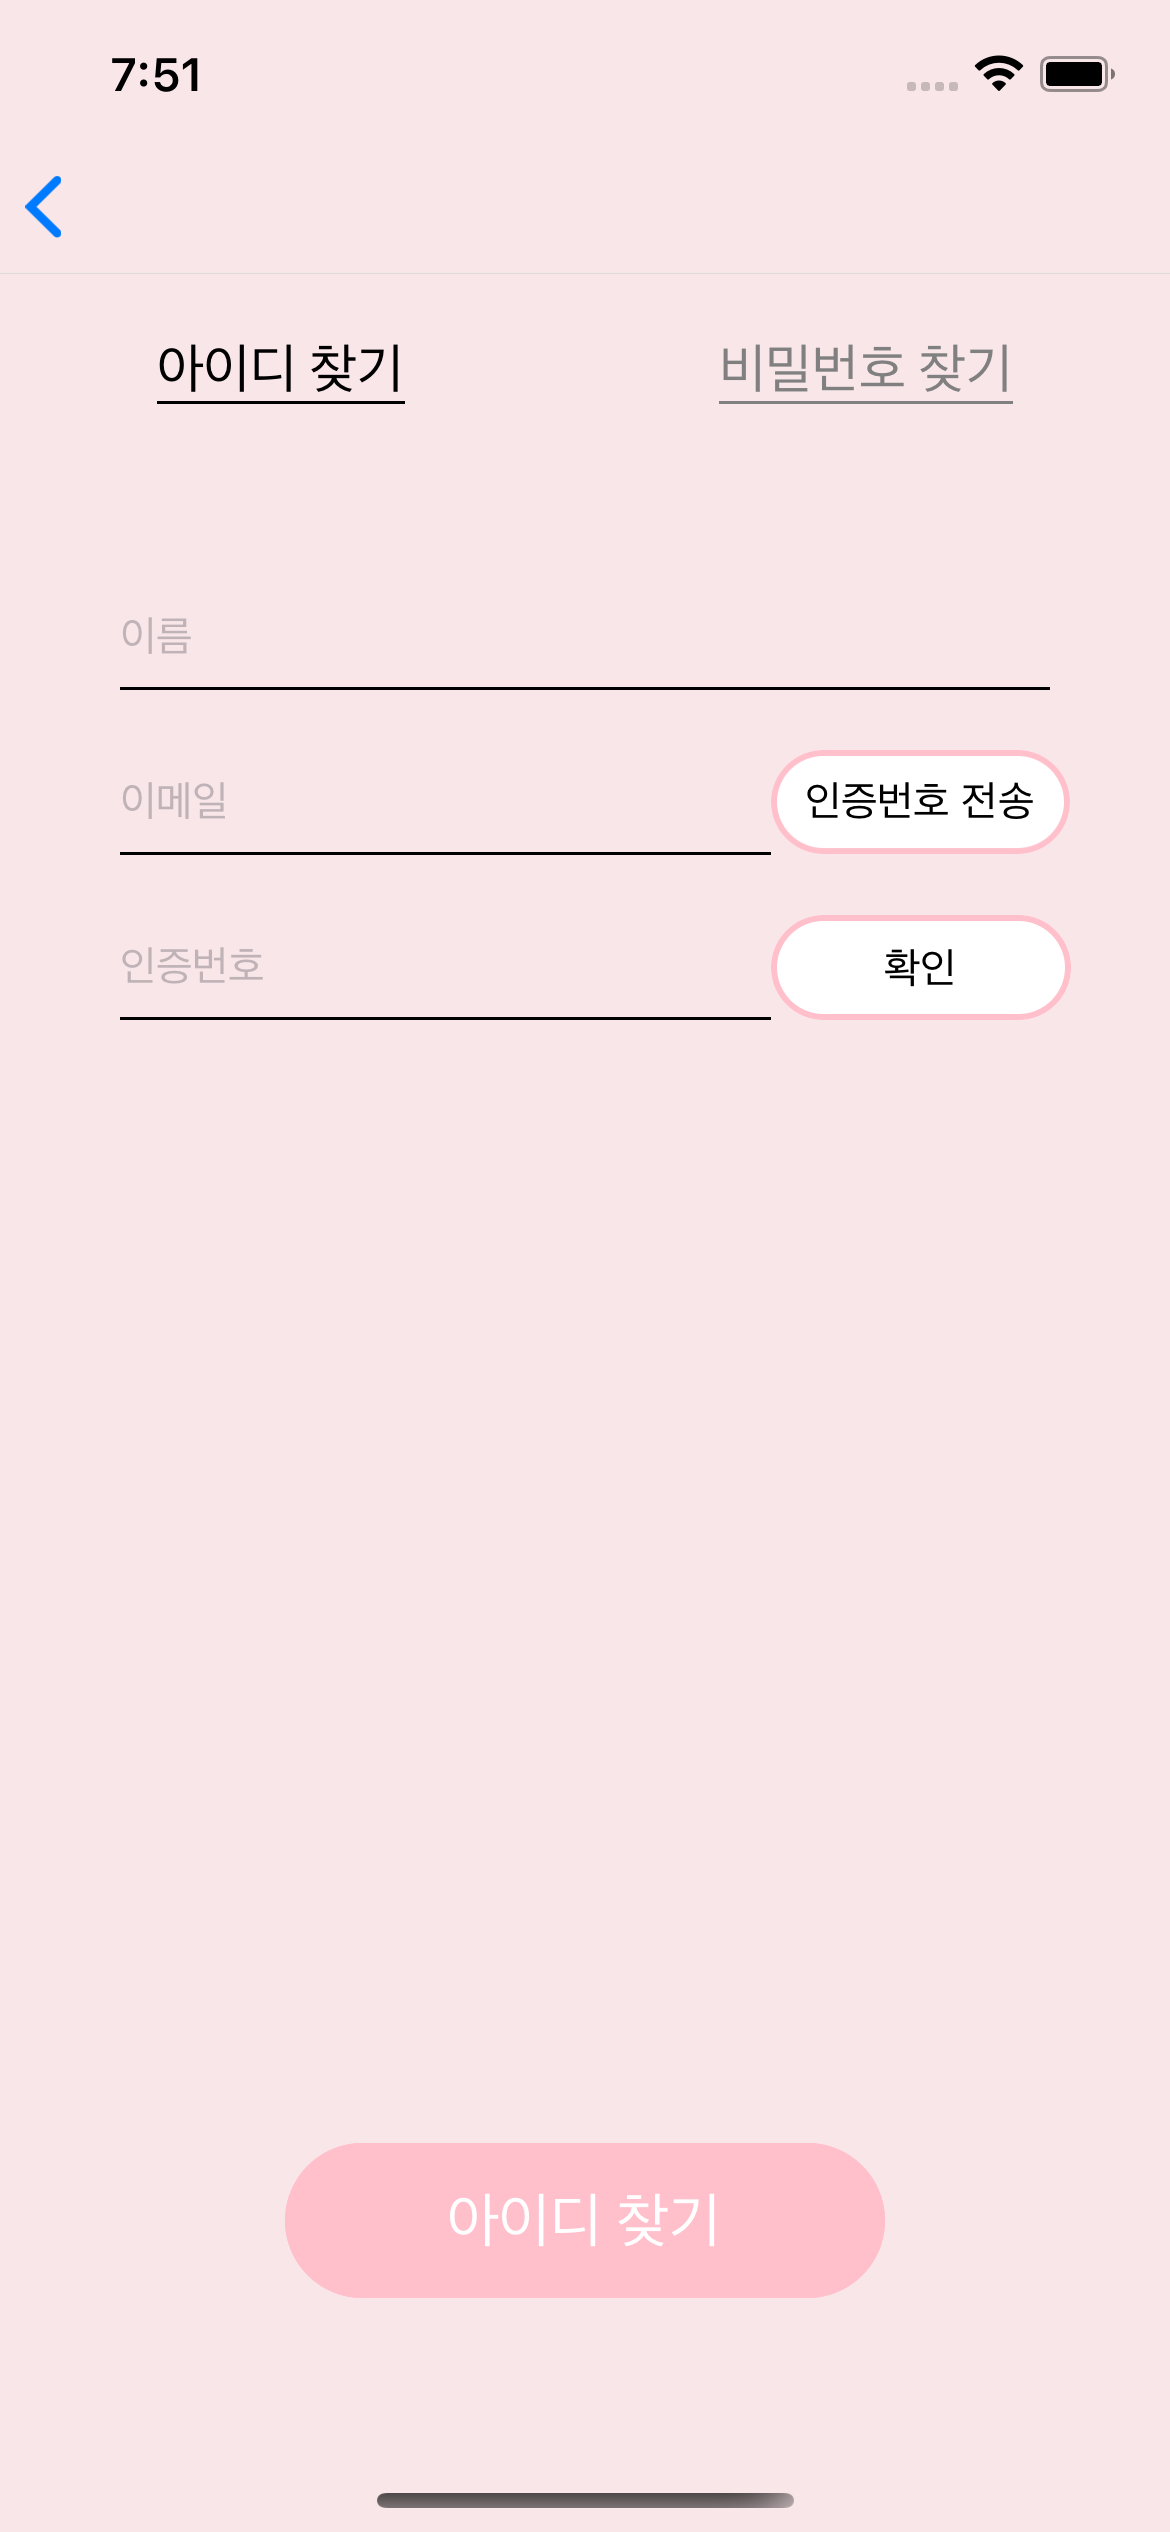 7:51
아이디 찾기 비밀번호 찾기
이름
이메일 인증번호 전송
인증번호 확인
아이디 찾기